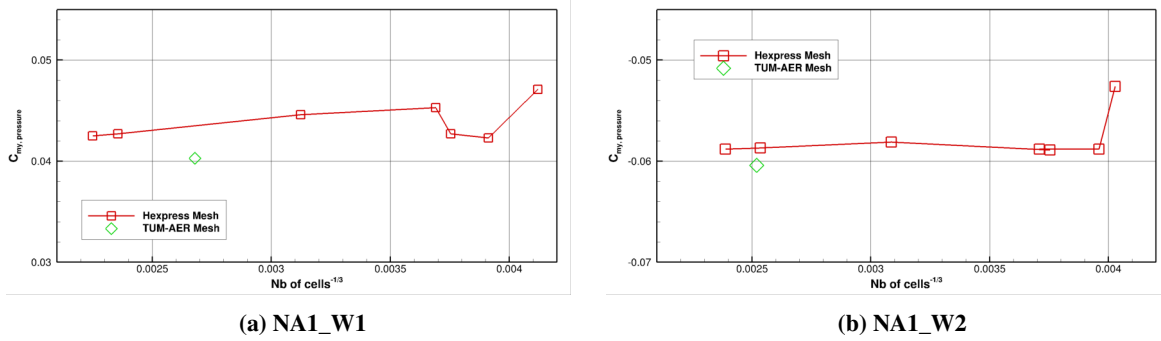 0.05
0.04
0.03
C_my, pressure
Hexpress Mesh
TUM-AER Mesh
0.0025 0.003 0.0035 0.004
Nb of cells^-1/3
(a) NA1_W1
-0.05
-0.06
-0.07
C_my, pressure
Hexpress Mesh
TUM-AER Mesh
0.0025 0.003 0.0035 0.004
Nb of cells^-1/3
(b) NA1_W2